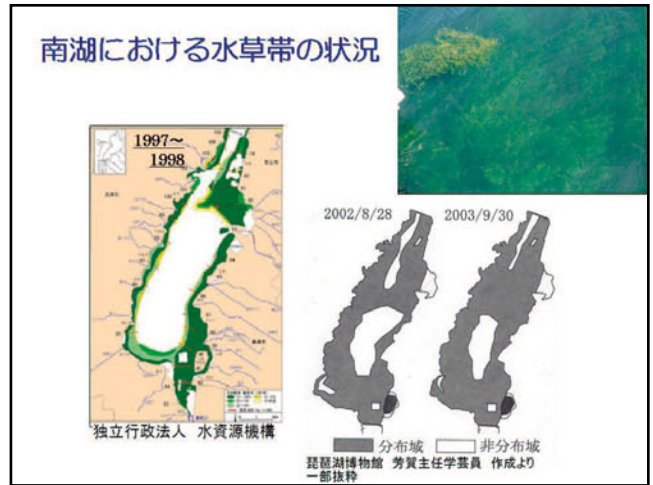 南湖における水草帯の状況
1997～
1998
2002/8/28
2003/9/30
独立行政法人 水資源機構
分布域
非分布域
琵琶湖博物館 芳賀主任学芸員 作成より
一部抜粋